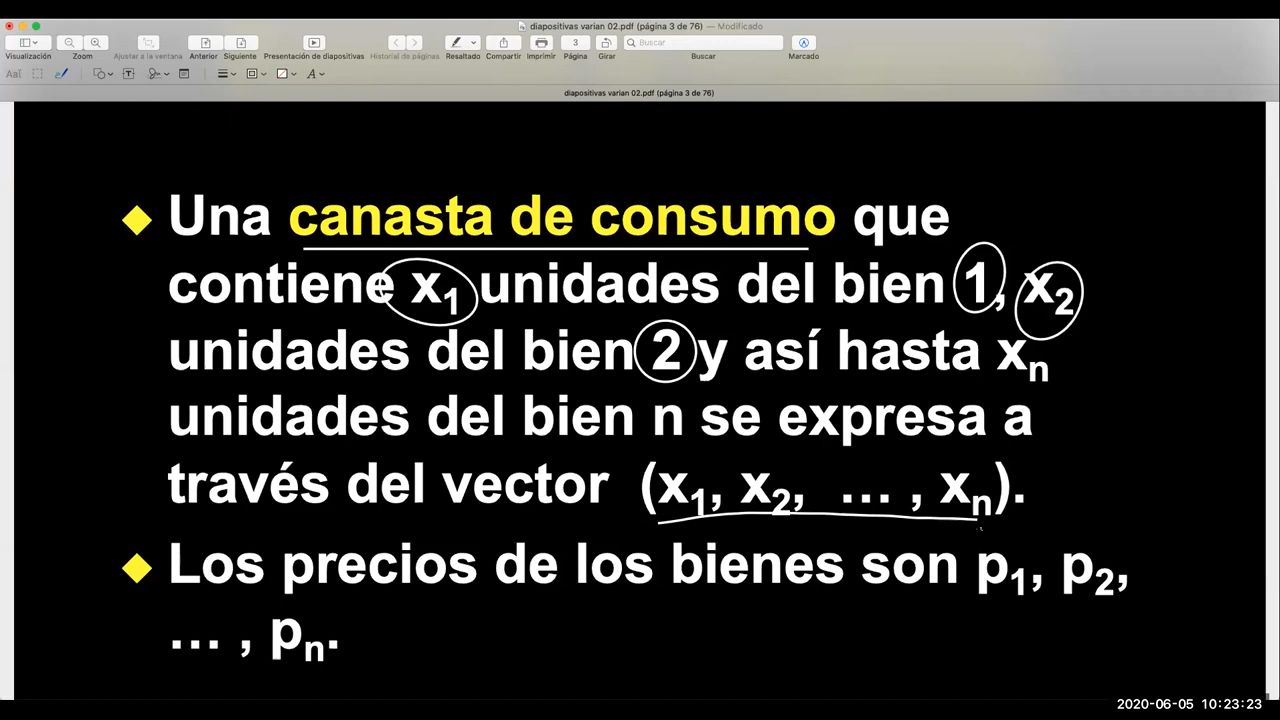 diapositivas varian 02.pdf (página 3 de 76) — Modificado
3
Buscar
Visualización Zoom Ajustar a la ventana Anterior Siguiente Presentación de diapositivas Historial de páginas Resaltado Compartir Imprimir Página Girar Buscar Marcado
diapositivas varian 02.pdf (página 3 de 76)
Una canasta de consumo que
contiene x₁ unidades del bien 1, x₂
unidades del bien 2 y así hasta xₙ
unidades del bien n se expresa a
través del vector (x₁, x₂, … , xₙ).
Los precios de los bienes son p₁, p₂,
… , pₙ.
2020-06-05 10:23:23